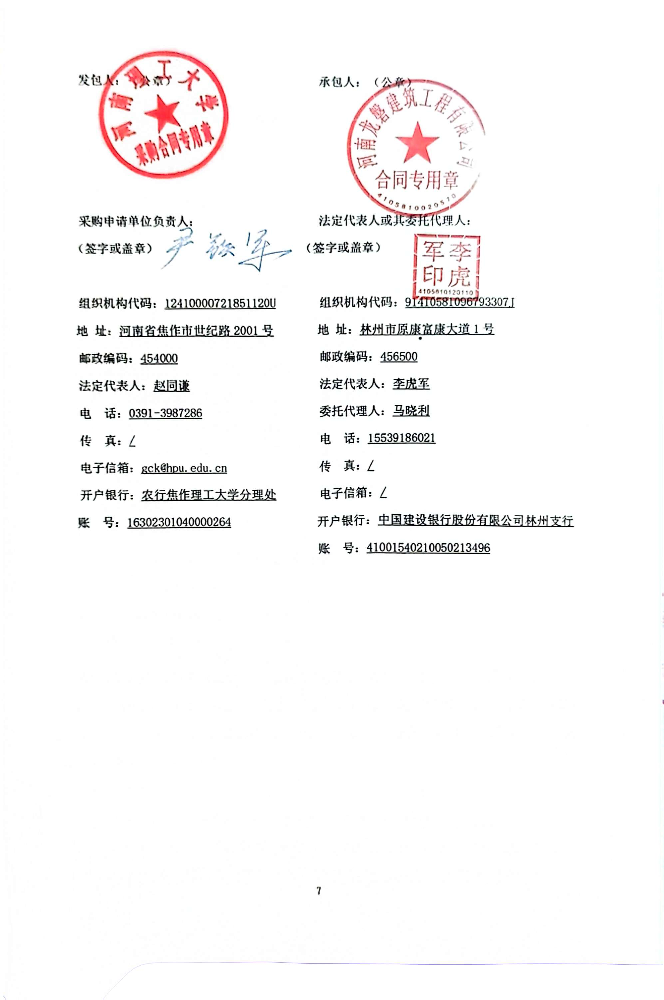 发包人：（公章）
河南理工大学
采购合同专用章
采购申请单位负责人：
（签字或盖章）
组织机构代码：12410000721851120U
地 址：河南省焦作市世纪路 2001 号
邮政编码：454000
法定代表人：赵同谦
电 话：0391-3987286
传 真：/
电子信箱：gck@hpu.edu.cn
开户银行：农行焦作理工大学分理处
账 号：16302301040000264
承包人：（公章）
河南龙磐建筑工程有限公司
合同专用章
4105810020570
法定代表人或其委托代理人：
（签字或盖章）
李虎
军印
4105810120110
组织机构代码：91410581096793307J
地 址：林州市原康富康大道 1 号
邮政编码：456500
法定代表人：李虎军
委托代理人：马晓利
电 话：15539186021
传 真：/
电子信箱：/
开户银行：中国建设银行股份有限公司林州支行
账 号：41001540210050213496
7